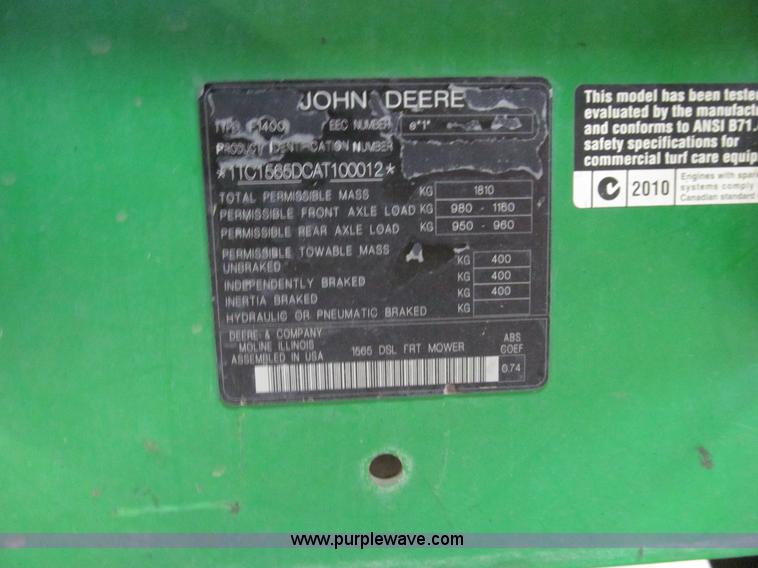 JOHN DEERE
TYPE F1400 EEC NUMBER e*1*
PRODUCT IDENTIFICATION NUMBER
*1TC1565DCAT100012*
TOTAL PERMISSIBLE MASS KG 1810
PERMISSIBLE FRONT AXLE LOAD KG 980 - 1160
PERMISSIBLE REAR AXLE LOAD KG 950 - 960
PERMISSIBLE TOWABLE MASS
UNBRAKED KG 400
INDEPENDENTLY BRAKED KG 400
INERTIA BRAKED KG 400
HYDRAULIC OR PNEUMATIC BRAKED KG -
DEERE & COMPANY
MOLINE ILLINOIS
ASSEMBLED IN USA 1565 DSL FRT MOWER
ABS
COEF
0.74
This model has been teste
evaluated by the manufactu
and conforms to ANSI B71.
safety specifications for
commercial turf care equip
C 2010
Engines with spar
systems comply
Canadian standard
www.purplewave.com